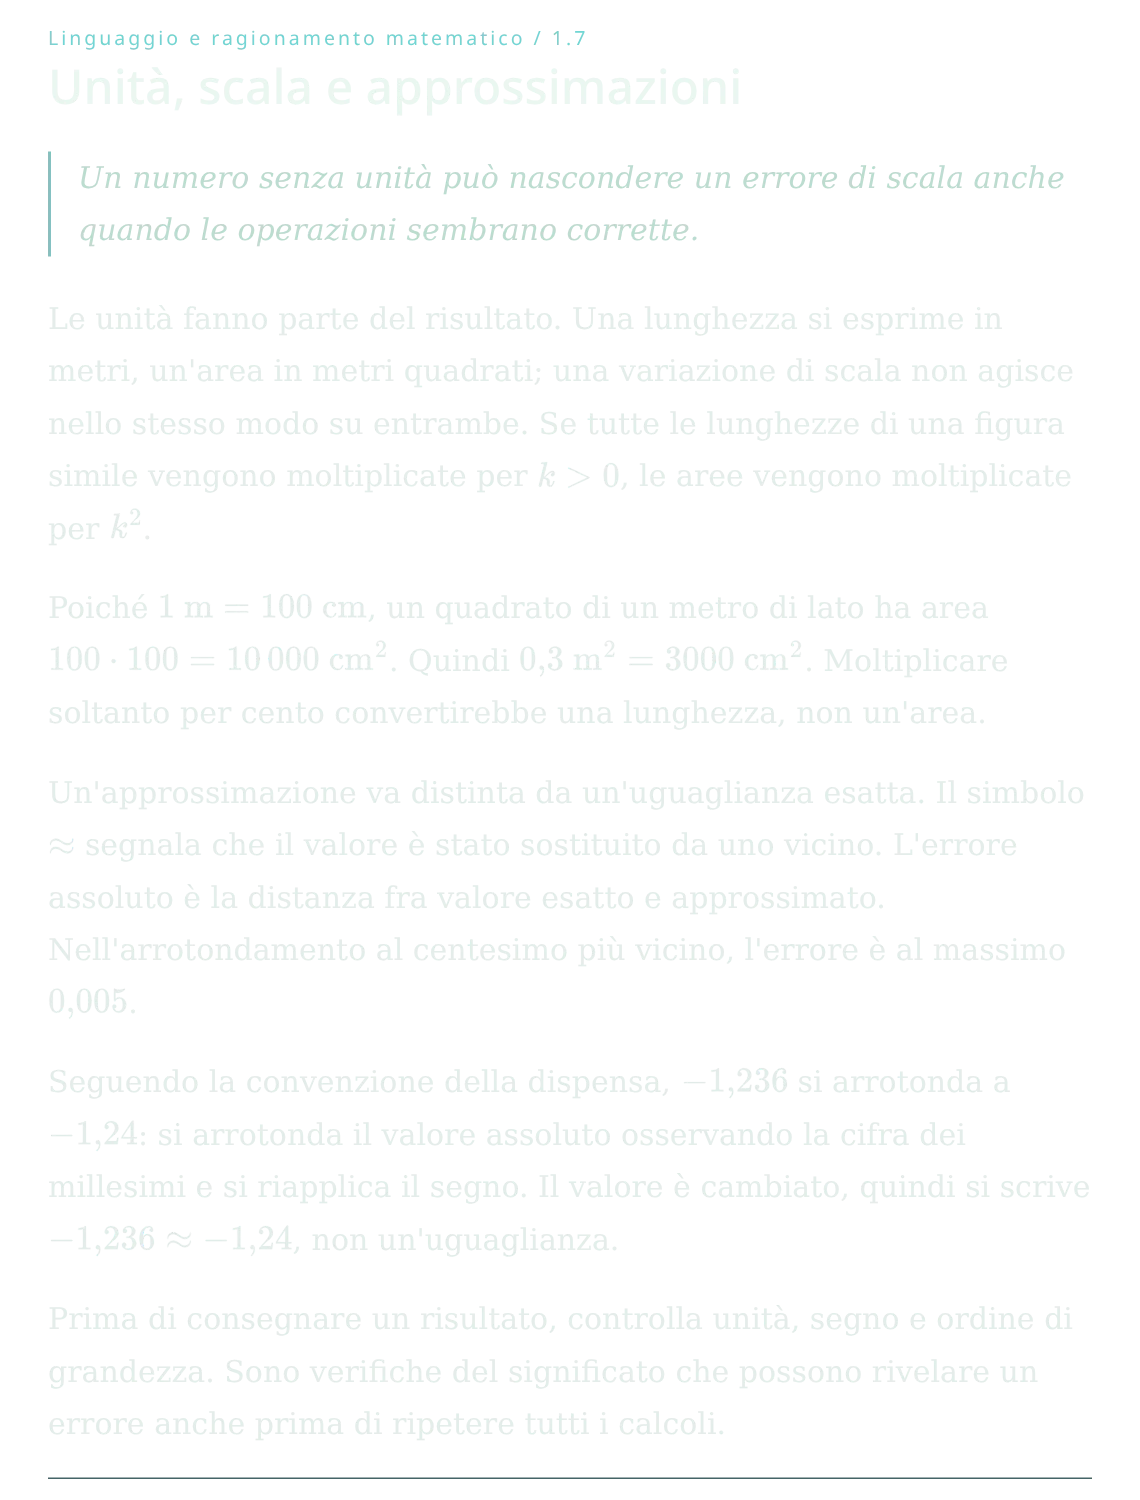 Linguaggio e ragionamento matematico / 1.7
Unità, scala e approssimazioni
Un numero senza unità può nascondere un errore di scala anche
quando le operazioni sembrano corrette.
Le unità fanno parte del risultato. Una lunghezza si esprime in
metri, un'area in metri quadrati; una variazione di scala non agisce
nello stesso modo su entrambe. Se tutte le lunghezze di una figura
simile vengono moltiplicate per k > 0, le aree vengono moltiplicate
per k².
Poiché 1 m = 100 cm, un quadrato di un metro di lato ha area
100 · 100 = 10 000 cm². Quindi 0,3 m² = 3000 cm². Moltiplicare
soltanto per cento convertirebbe una lunghezza, non un'area.
Un'approssimazione va distinta da un'uguaglianza esatta. Il simbolo
≈ segnala che il valore è stato sostituito da uno vicino. L'errore
assoluto è la distanza fra valore esatto e approssimato.
Nell'arrotondamento al centesimo più vicino, l'errore è al massimo
0,005.
Seguendo la convenzione della dispensa, −1,236 si arrotonda a
−1,24: si arrotonda il valore assoluto osservando la cifra dei
millesimi e si riapplica il segno. Il valore è cambiato, quindi si scrive
−1,236 ≈ −1,24, non un'uguaglianza.
Prima di consegnare un risultato, controlla unità, segno e ordine di
grandezza. Sono verifiche del significato che possono rivelare un
errore anche prima di ripetere tutti i calcoli.